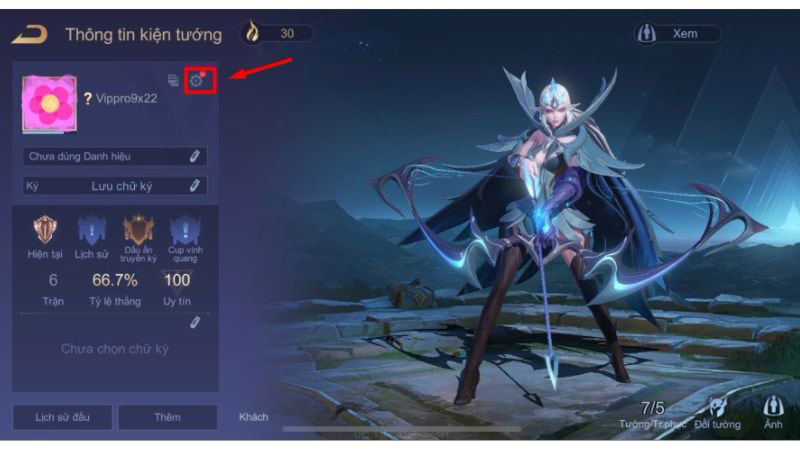 Thông tin kiện tướng
30
Xem
? Vippro9x22
Chưa dùng Danh hiệu
Ký Lưu chữ ký
Hiện tại Lịch sử Dấu ấn truyền kỳ Cup vinh quang
6 66.7% 100
Trận Tỷ lệ thắng Uy tín
Chưa chọn chữ ký
Lịch sử đấu Thêm Khách
7/5
Tướng/Tr.phục Đổi tướng Ảnh